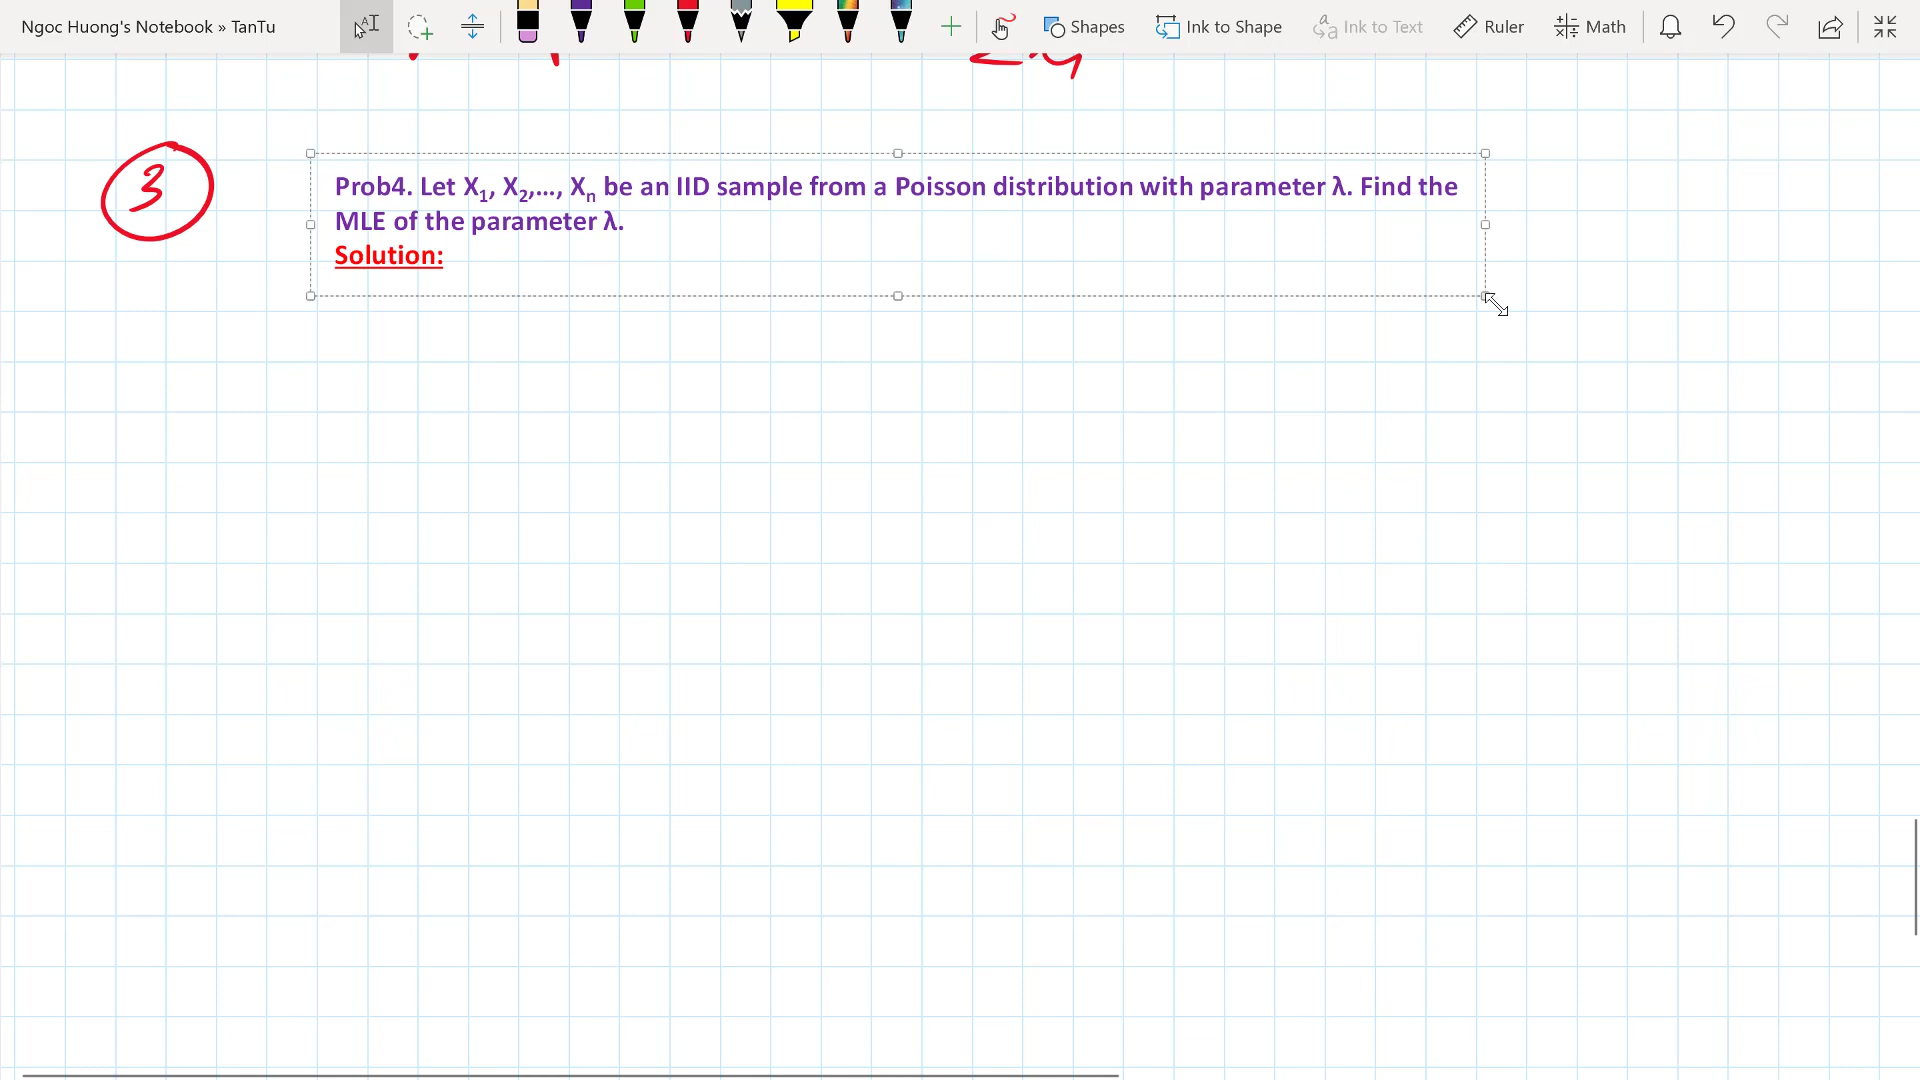 Ngoc Huong's Notebook » TanTu
Shapes
Ink to Shape
Ink to Text
Ruler
Math
3
Prob4. Let X₁, X₂,..., Xₙ be an IID sample from a Poisson distribution with parameter λ. Find the
MLE of the parameter λ.
Solution: